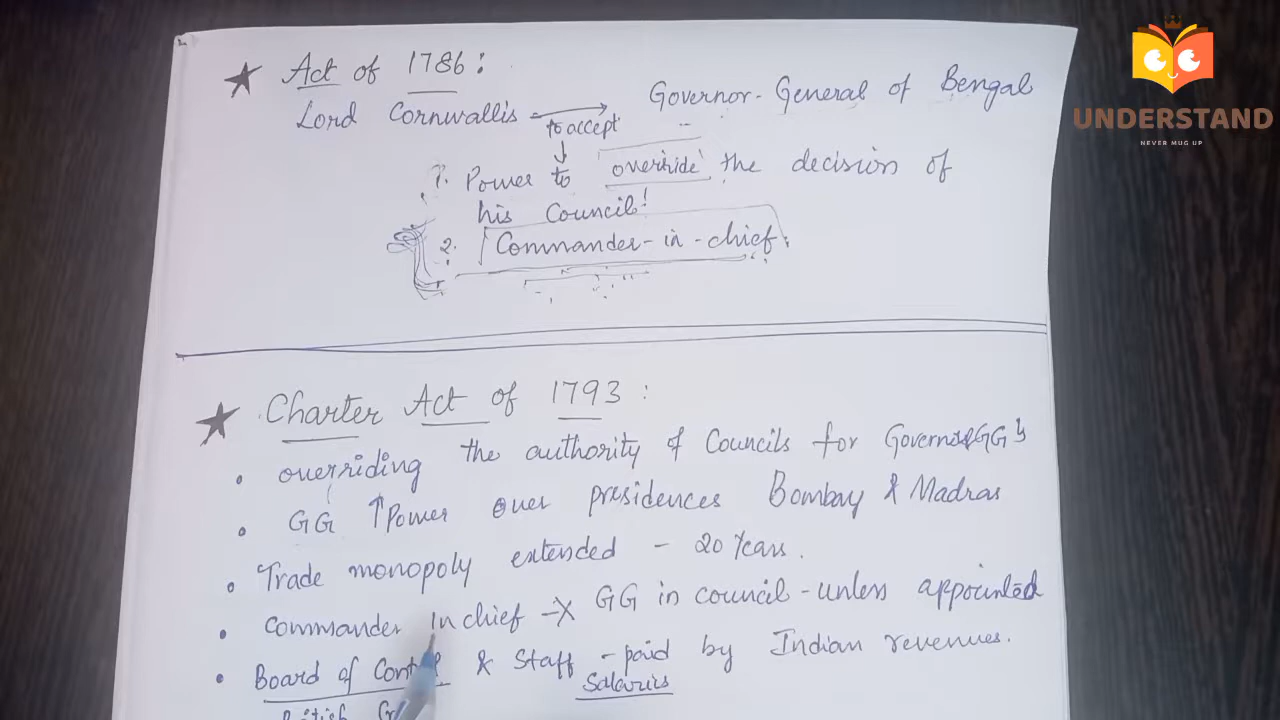 ★ Act of 1786:
Lord Cornwallis → Governor-General of Bengal
to accept
1. Power to override the decision of
his Council!
2. Commander-in-chief:
★ Charter Act of 1793:
• overriding the authority of Councils for Governors GG's
• GG ↑Power over presidences Bombay & Madras
• Trade monopoly extended - 20 Years.
• Commander In chief -X GG in council - unless appointed
• Board of Control & Staff - paid by Indian revenues.
Salaries
British
UNDERSTAND
NEVER MUG UP